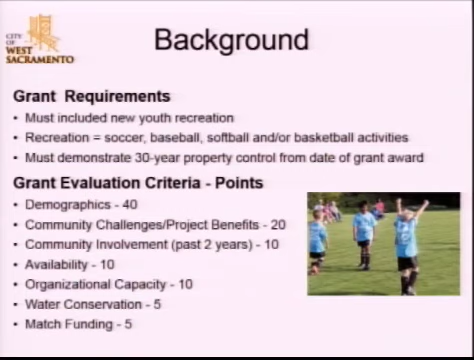 CITY
OF
WEST
SACRAMENTO
Background
Grant Requirements
• Must included new youth recreation
• Recreation = soccer, baseball, softball and/or basketball activities
• Must demonstrate 30-year property control from date of grant award
Grant Evaluation Criteria - Points
• Demographics - 40
• Community Challenges/Project Benefits - 20
• Community Involvement (past 2 years) - 10
• Availability - 10
• Organizational Capacity - 10
• Water Conservation - 5
• Match Funding - 5